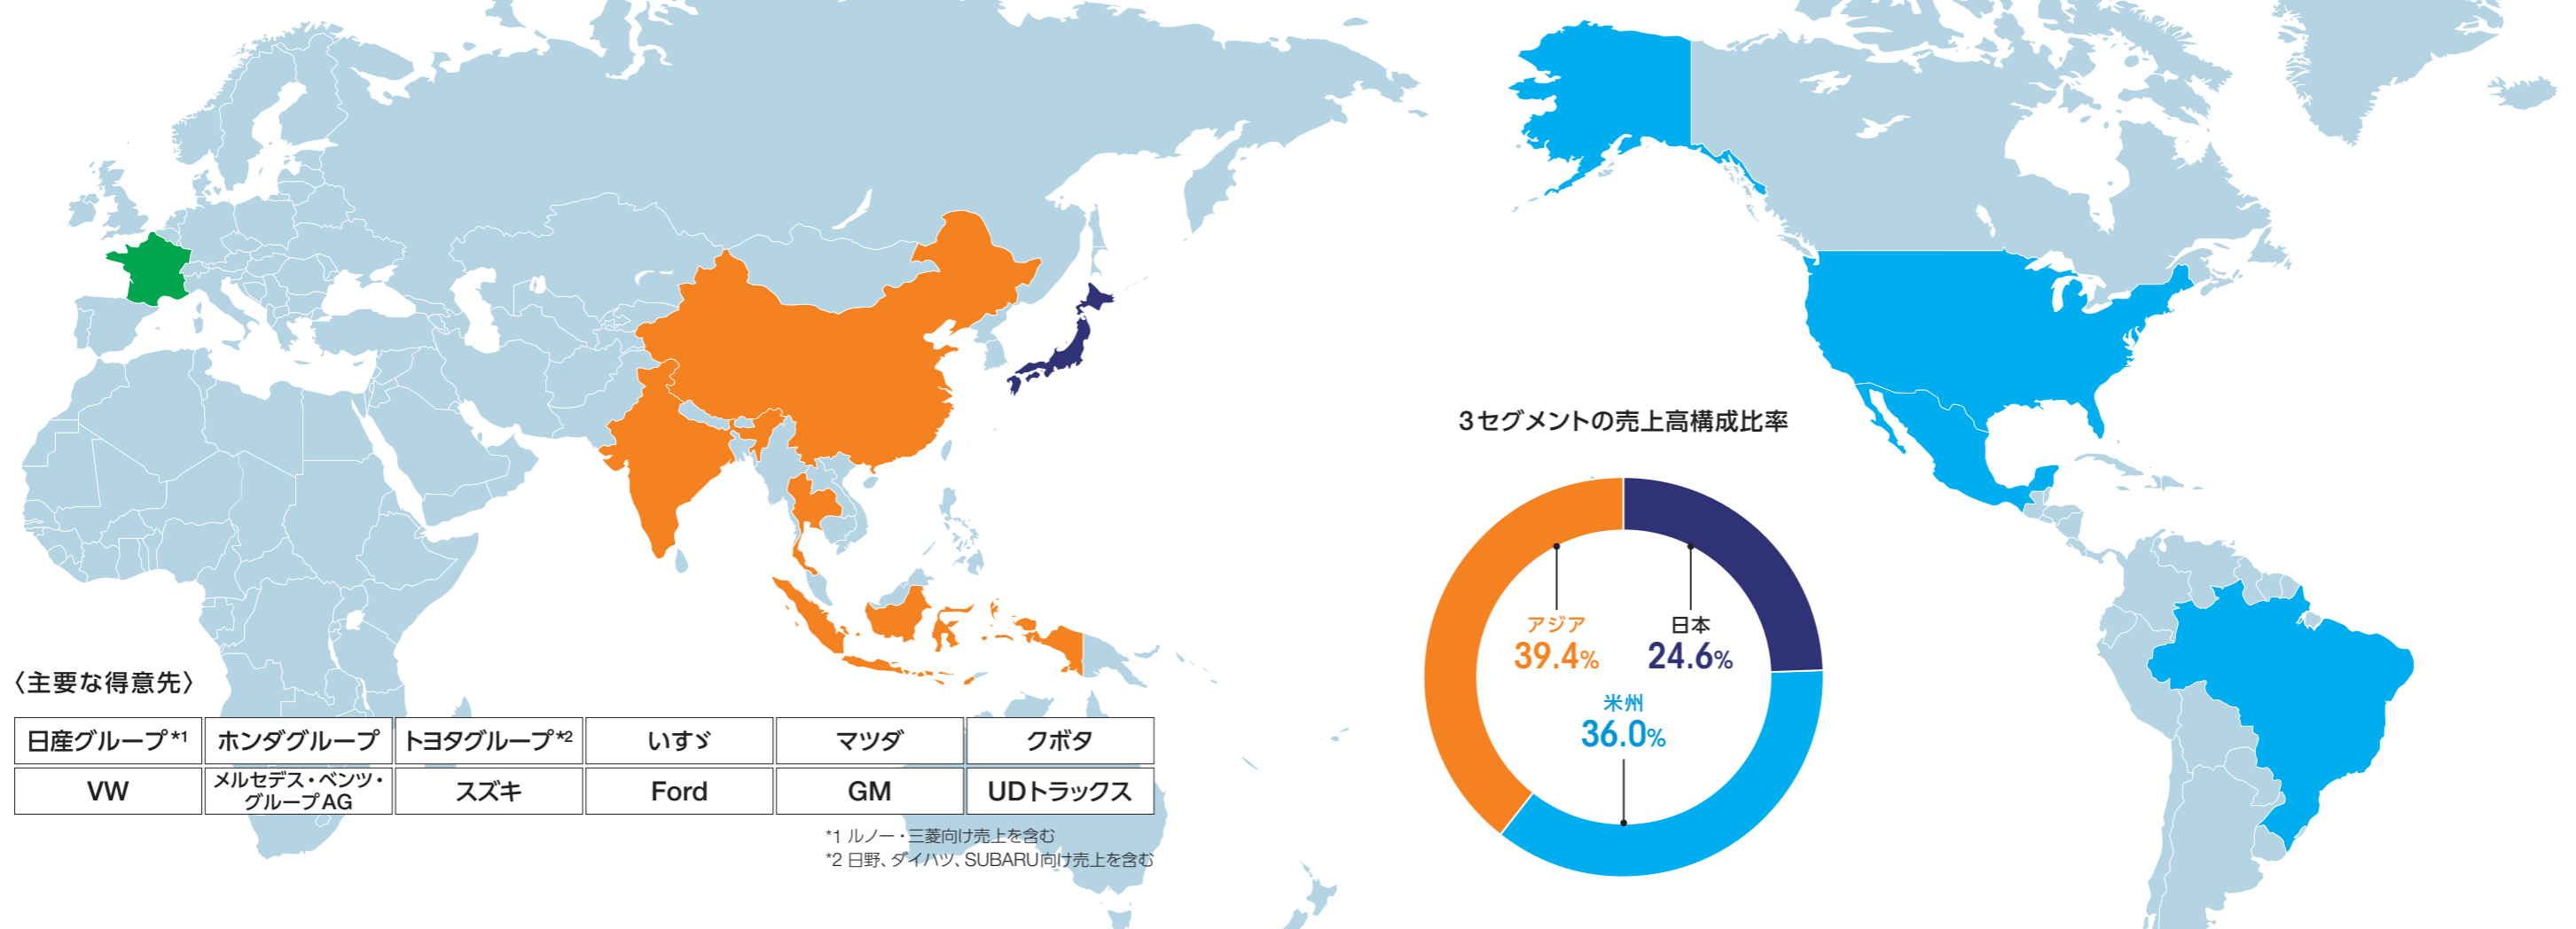 3セグメントの売上高構成比率
アジア
39.4%
日本
24.6%
米州
36.0%
〈主要な得意先〉
日産グループ*1
ホンダグループ
トヨタグループ*2
いすゞ
マツダ
クボタ
VW
メルセデス・ベンツ・
グループAG
スズキ
Ford
GM
UDトラックス
*1 ルノー・三菱向け売上を含む
*2 日野、ダイハツ、SUBARU向け売上を含む